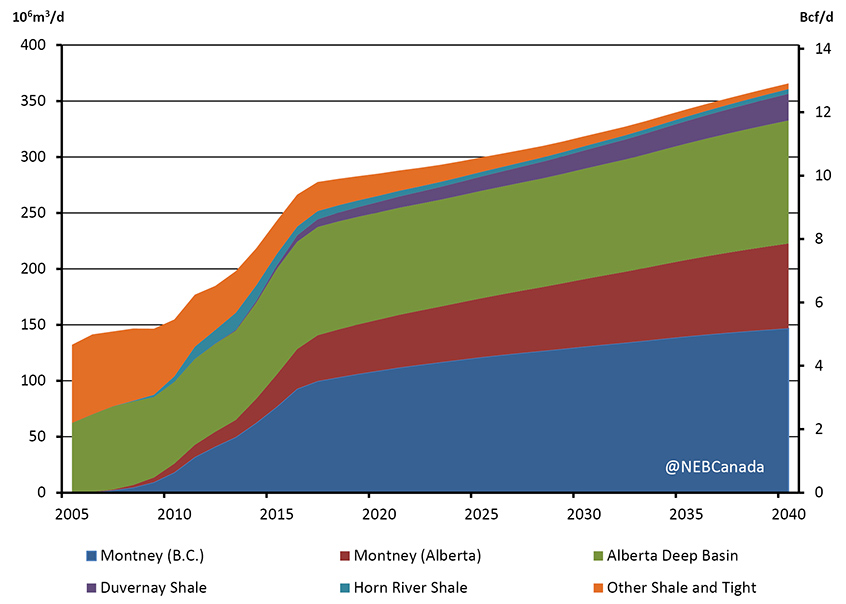 10⁶m³/d Bcf/d
400 14
350 12
300 10
250 8
200 6
150 4
100 2
50
0 0
2005 2010 2015 2020 2025 2030 2035 2040
@NEBCanada
Montney (B.C.) Montney (Alberta) Alberta Deep Basin
Duvernay Shale Horn River Shale Other Shale and Tight